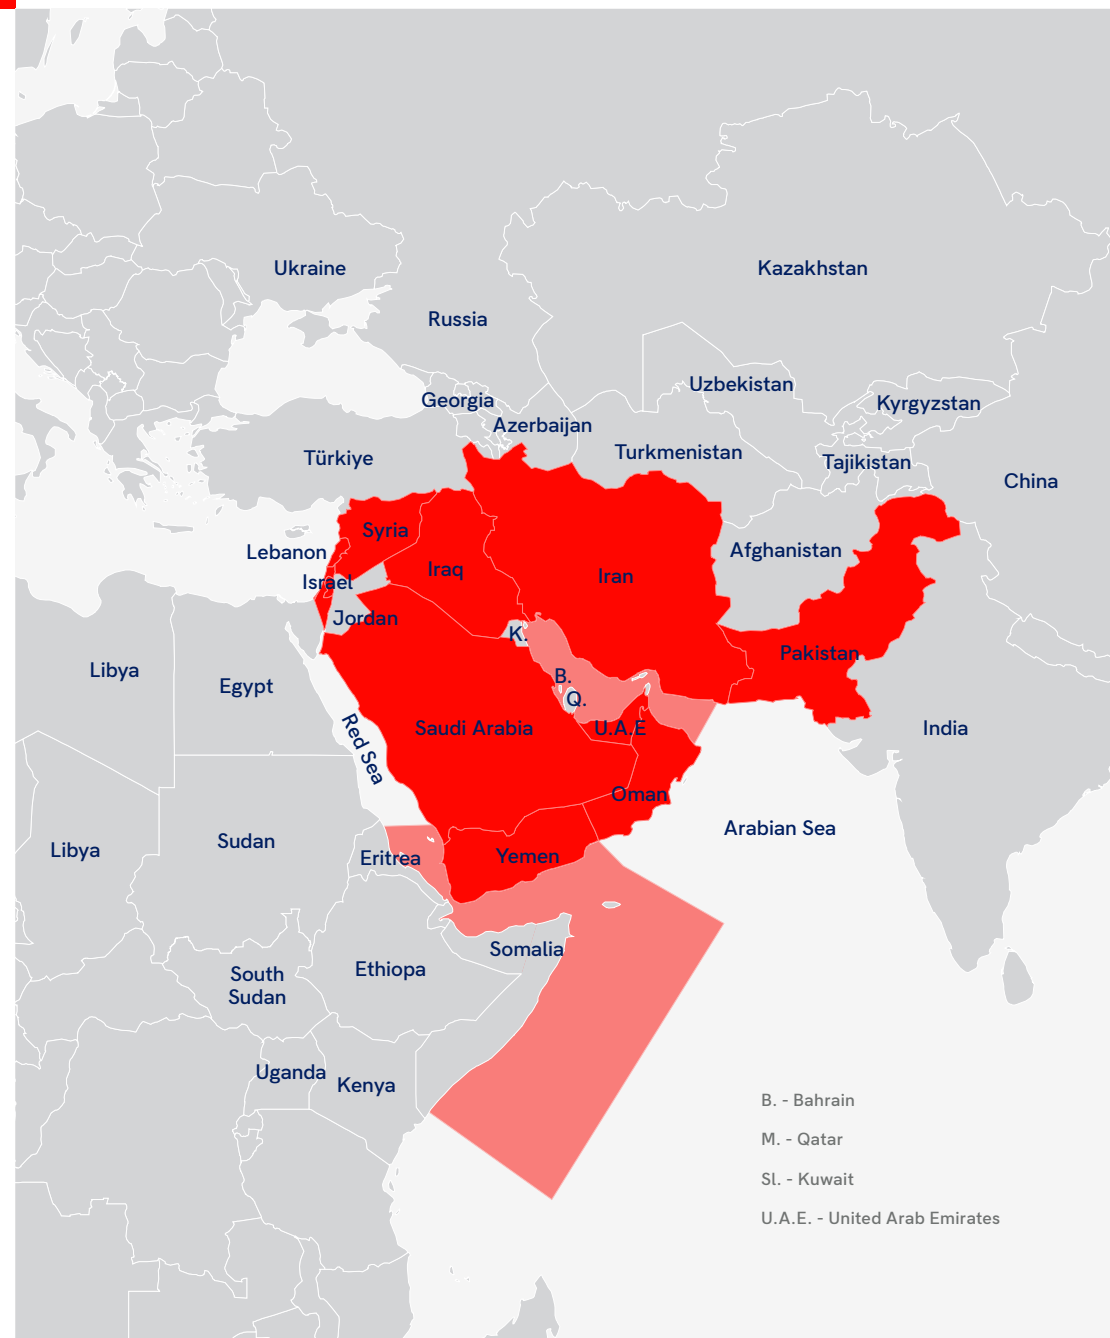 Ukraine
Kazakhstan
Russia
Uzbekistan
Georgia
Kyrgyzstan
Azerbaijan
Türkiye
Turkmenistan
Tajikistan
China
Syria
Lebanon
Afghanistan
Iraq
Iran
Israel
Jordan
K.
Pakistan
Libya
B.
Egypt
Q.
Red Sea
Saudi Arabia
U.A.E
India
Oman
Arabian Sea
Sudan
Libya
Eritrea
Yemen
Somalia
Ethiopa
South
Sudan
Uganda
Kenya
B. - Bahrain
M. - Qatar
Sl. - Kuwait
U.A.E. - United Arab Emirates